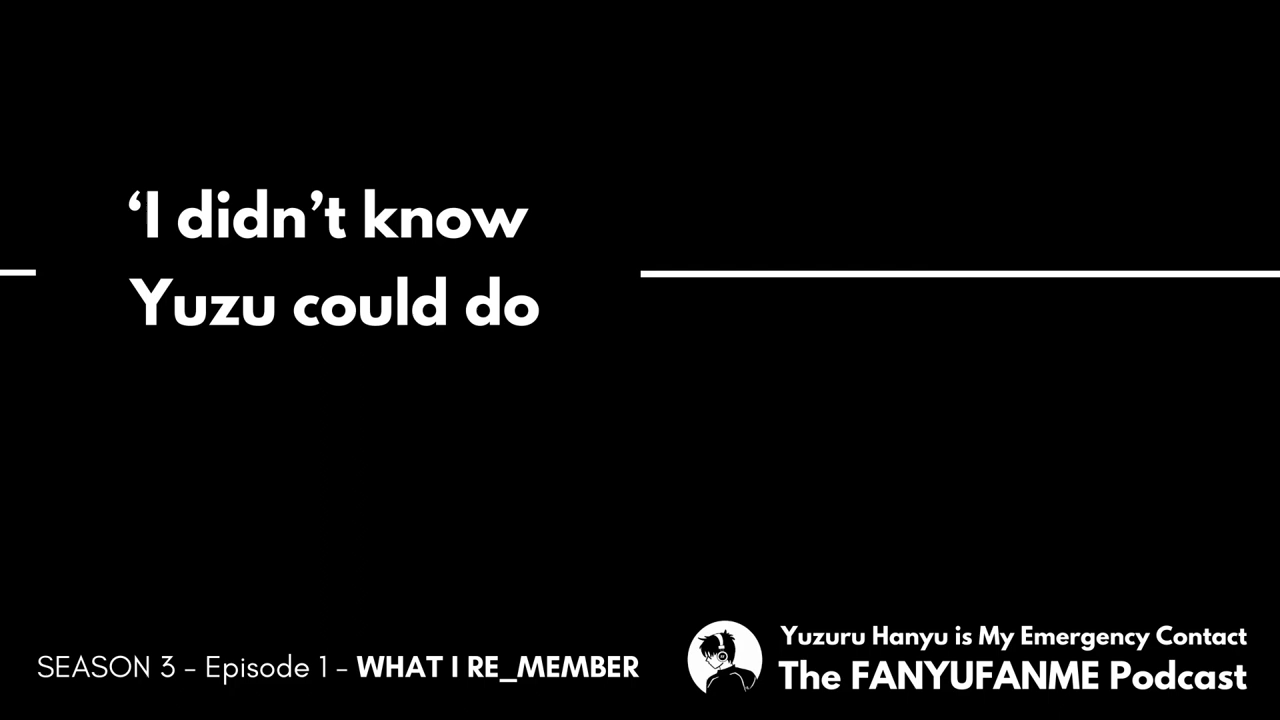 ‘I didn’t know
Yuzu could do
SEASON 3 – Episode 1 – WHAT I RE_MEMBER
Yuzuru Hanyu is My Emergency Contact
The FANYUFANME Podcast